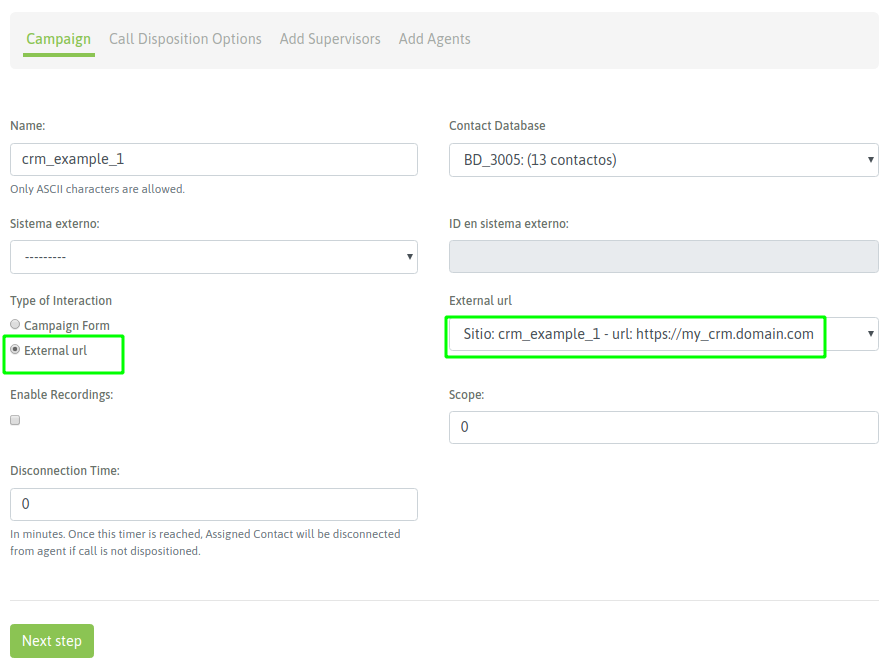 Campaign Call Disposition Options Add Supervisors Add Agents
Name: Contact Database
crm_example_1 BD_3005: (13 contactos)
Only ASCII characters are allowed.
Sistema externo: ID en sistema externo:
---------
Type of Interaction External url
Campaign Form
Sitio: crm_example_1 - url: https://my_crm.domain.com
External url
Enable Recordings: Scope:
0
Disconnection Time:
0
In minutes. Once this timer is reached, Assigned Contact will be disconnected
from agent if call is not dispositioned.
Next step